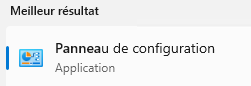 Meilleur résultat
Panneau de configuration
Application